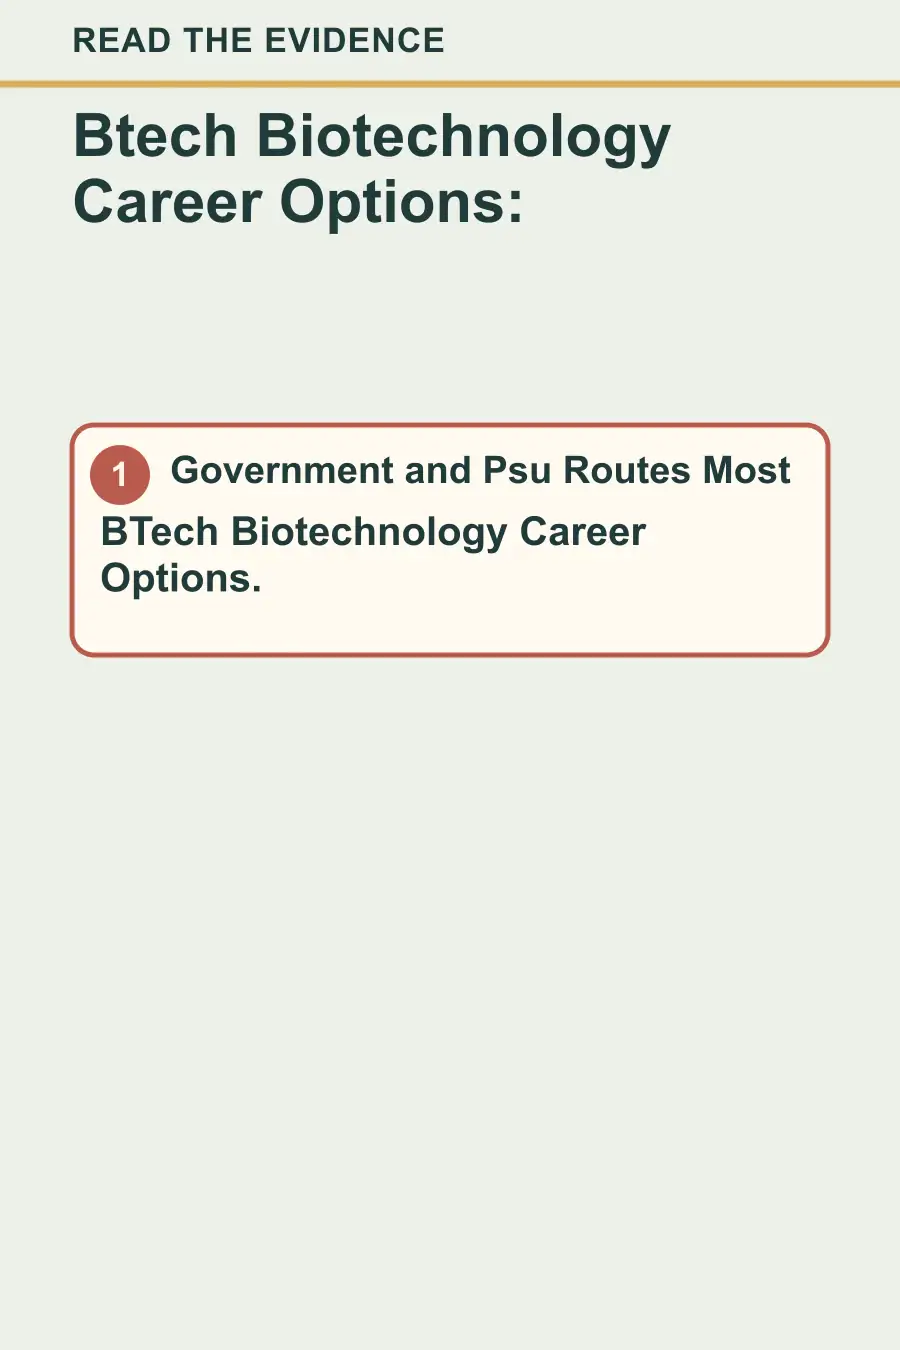 READ THE EVIDENCE
Btech Biotechnology
Career Options:
1 Government and Psu Routes Most
BTech Biotechnology Career
Options.